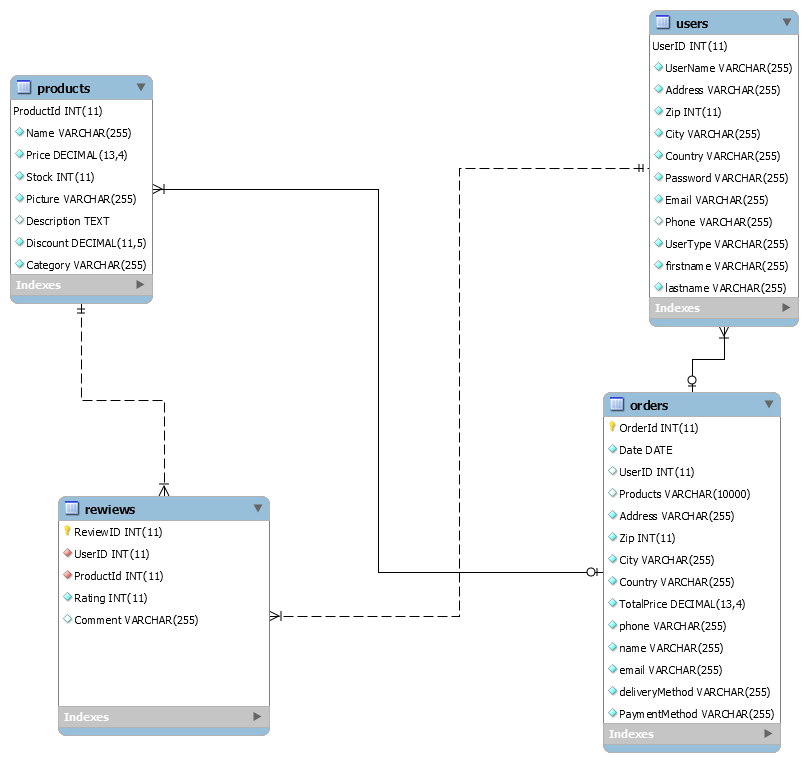 products
ProductId INT(11)
Name VARCHAR(255)
Price DECIMAL(13,4)
Stock INT(11)
Picture VARCHAR(255)
Description TEXT
Discount DECIMAL(11,5)
Category VARCHAR(255)
Indexes
users
UserID INT(11)
UserName VARCHAR(255)
Address VARCHAR(255)
Zip INT(11)
City VARCHAR(255)
Country VARCHAR(255)
Password VARCHAR(255)
Email VARCHAR(255)
Phone VARCHAR(255)
UserType VARCHAR(255)
firstname VARCHAR(255)
lastname VARCHAR(255)
Indexes
rewiews
ReviewID INT(11)
UserID INT(11)
ProductId INT(11)
Rating INT(11)
Comment VARCHAR(255)
Indexes
orders
OrderId INT(11)
Date DATE
UserID INT(11)
Products VARCHAR(10000)
Address VARCHAR(255)
Zip INT(11)
City VARCHAR(255)
Country VARCHAR(255)
TotalPrice DECIMAL(13,4)
phone VARCHAR(255)
name VARCHAR(255)
email VARCHAR(255)
deliveryMethod VARCHAR(255)
PaymentMethod VARCHAR(255)
Indexes